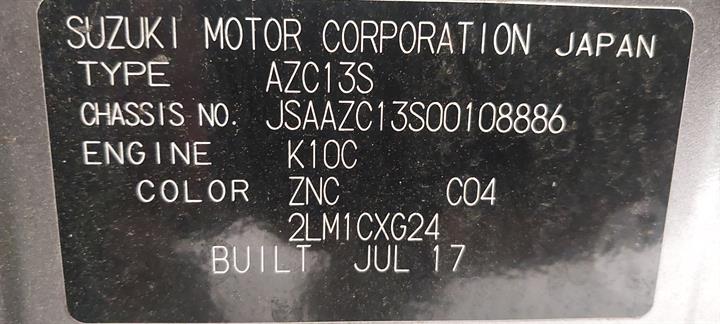 SUZUKI MOTOR CORPORATION JAPAN
TYPE AZC13S
CHASSIS NO. JSAAZC13S00108886
ENGINE K10C
COLOR ZNC C04
2LM1CXG24
BUILT JUL 17